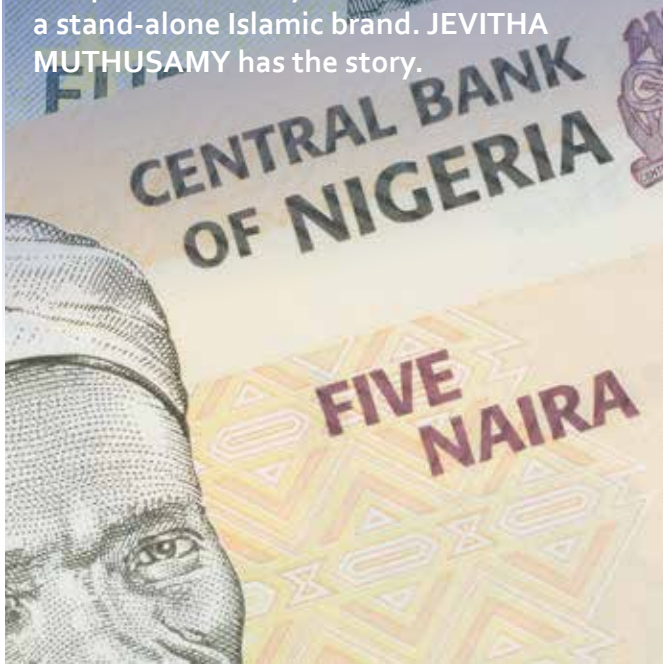 a stand-alone Islamic brand. JEVITHA
MUTHUSAMY has the story.
CENTRAL BANK
OF NIGERIA
FIVE
NAIRA